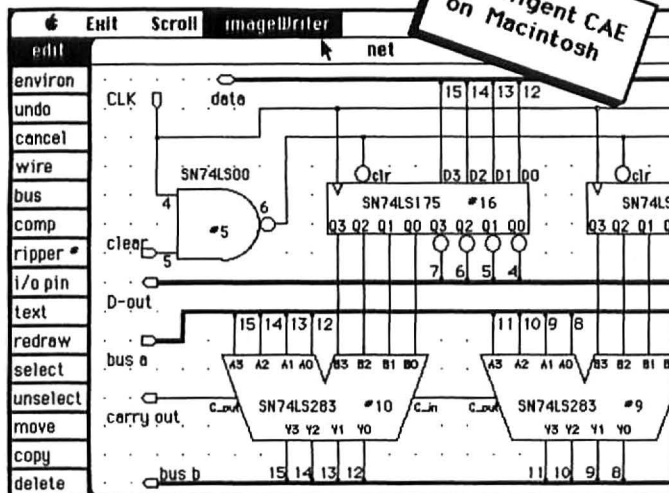 Exit Scroll imageWriter
on Macintosh
edit
net
environ
undo
cancel
wire
bus
comp
ripper
i/o pin
text
redraw
select
unselect
move
copy
delete
CLK
data
15 14 13 12
SN74LS00
4
6
#5
clear
5
clr
D3 D2 D1 D0
SN74LS175 #16
Q3 Q2 Q1 Q0 Q3 Q2 Q1 Q0
7 6 5 4
clr
Q3 Q2 Q1
D-out
bus a
15 14 13 12
11 10 9 8
A3 A2 A1 A0 B3 B2 B1 B0
A3 A2 A1 A0 B3 B2 B1
carry out
C_out
SN74LS283 #10
C_in
C_out
SN74LS283 #9
Y3 Y2 Y1 Y0
Y3 Y2 Y1 Y0
bus b
15 14 13 12
11 10 9 8